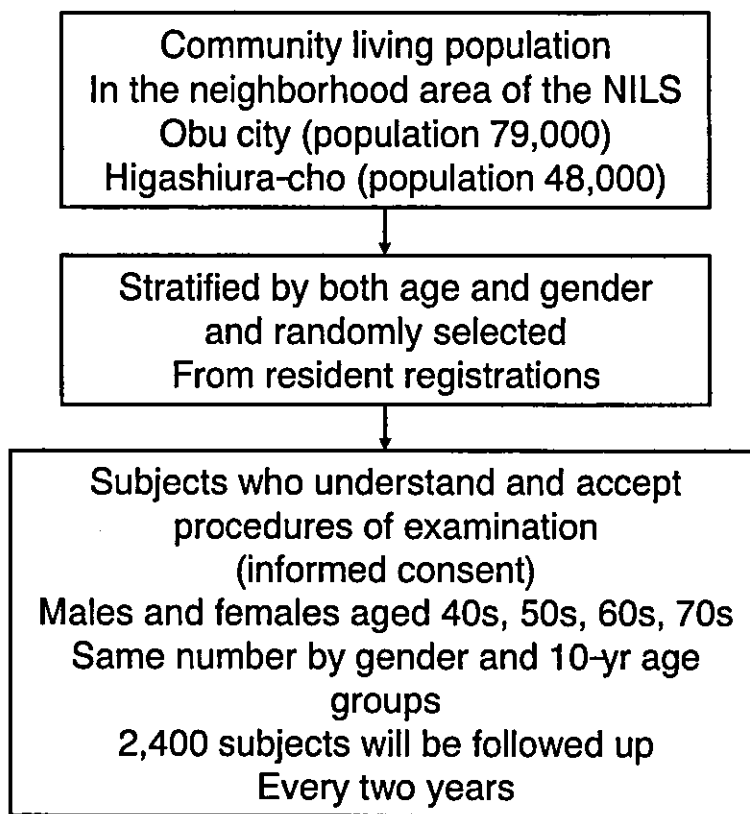 Community living population
In the neighborhood area of the NILS
Obu city (population 79,000)
Higashiura-cho (population 48,000)
Stratified by both age and gender
and randomly selected
From resident registrations
Subjects who understand and accept
procedures of examination
(informed consent)
Males and females aged 40s, 50s, 60s, 70s
Same number by gender and 10-yr age
groups
2,400 subjects will be followed up
Every two years